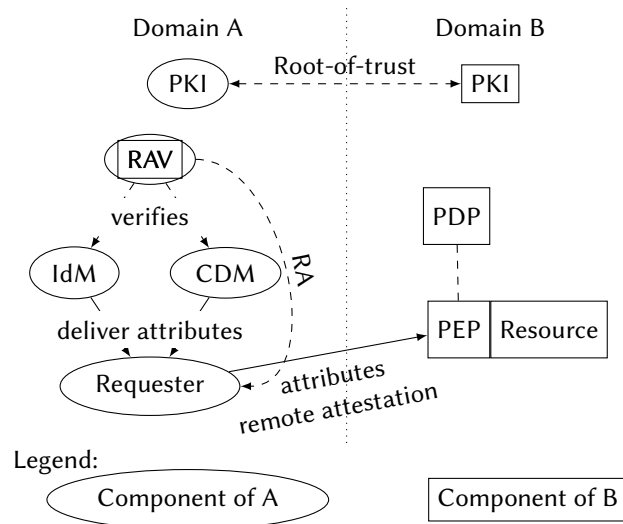 Domain A
Domain B
PKI
Root-of-trust
PKI
RAV
verifies
PDP
IdM
CDM
RA
deliver attributes
PEP
Resource
Requester
attributes
remote attestation
Legend:
Component of A
Component of B